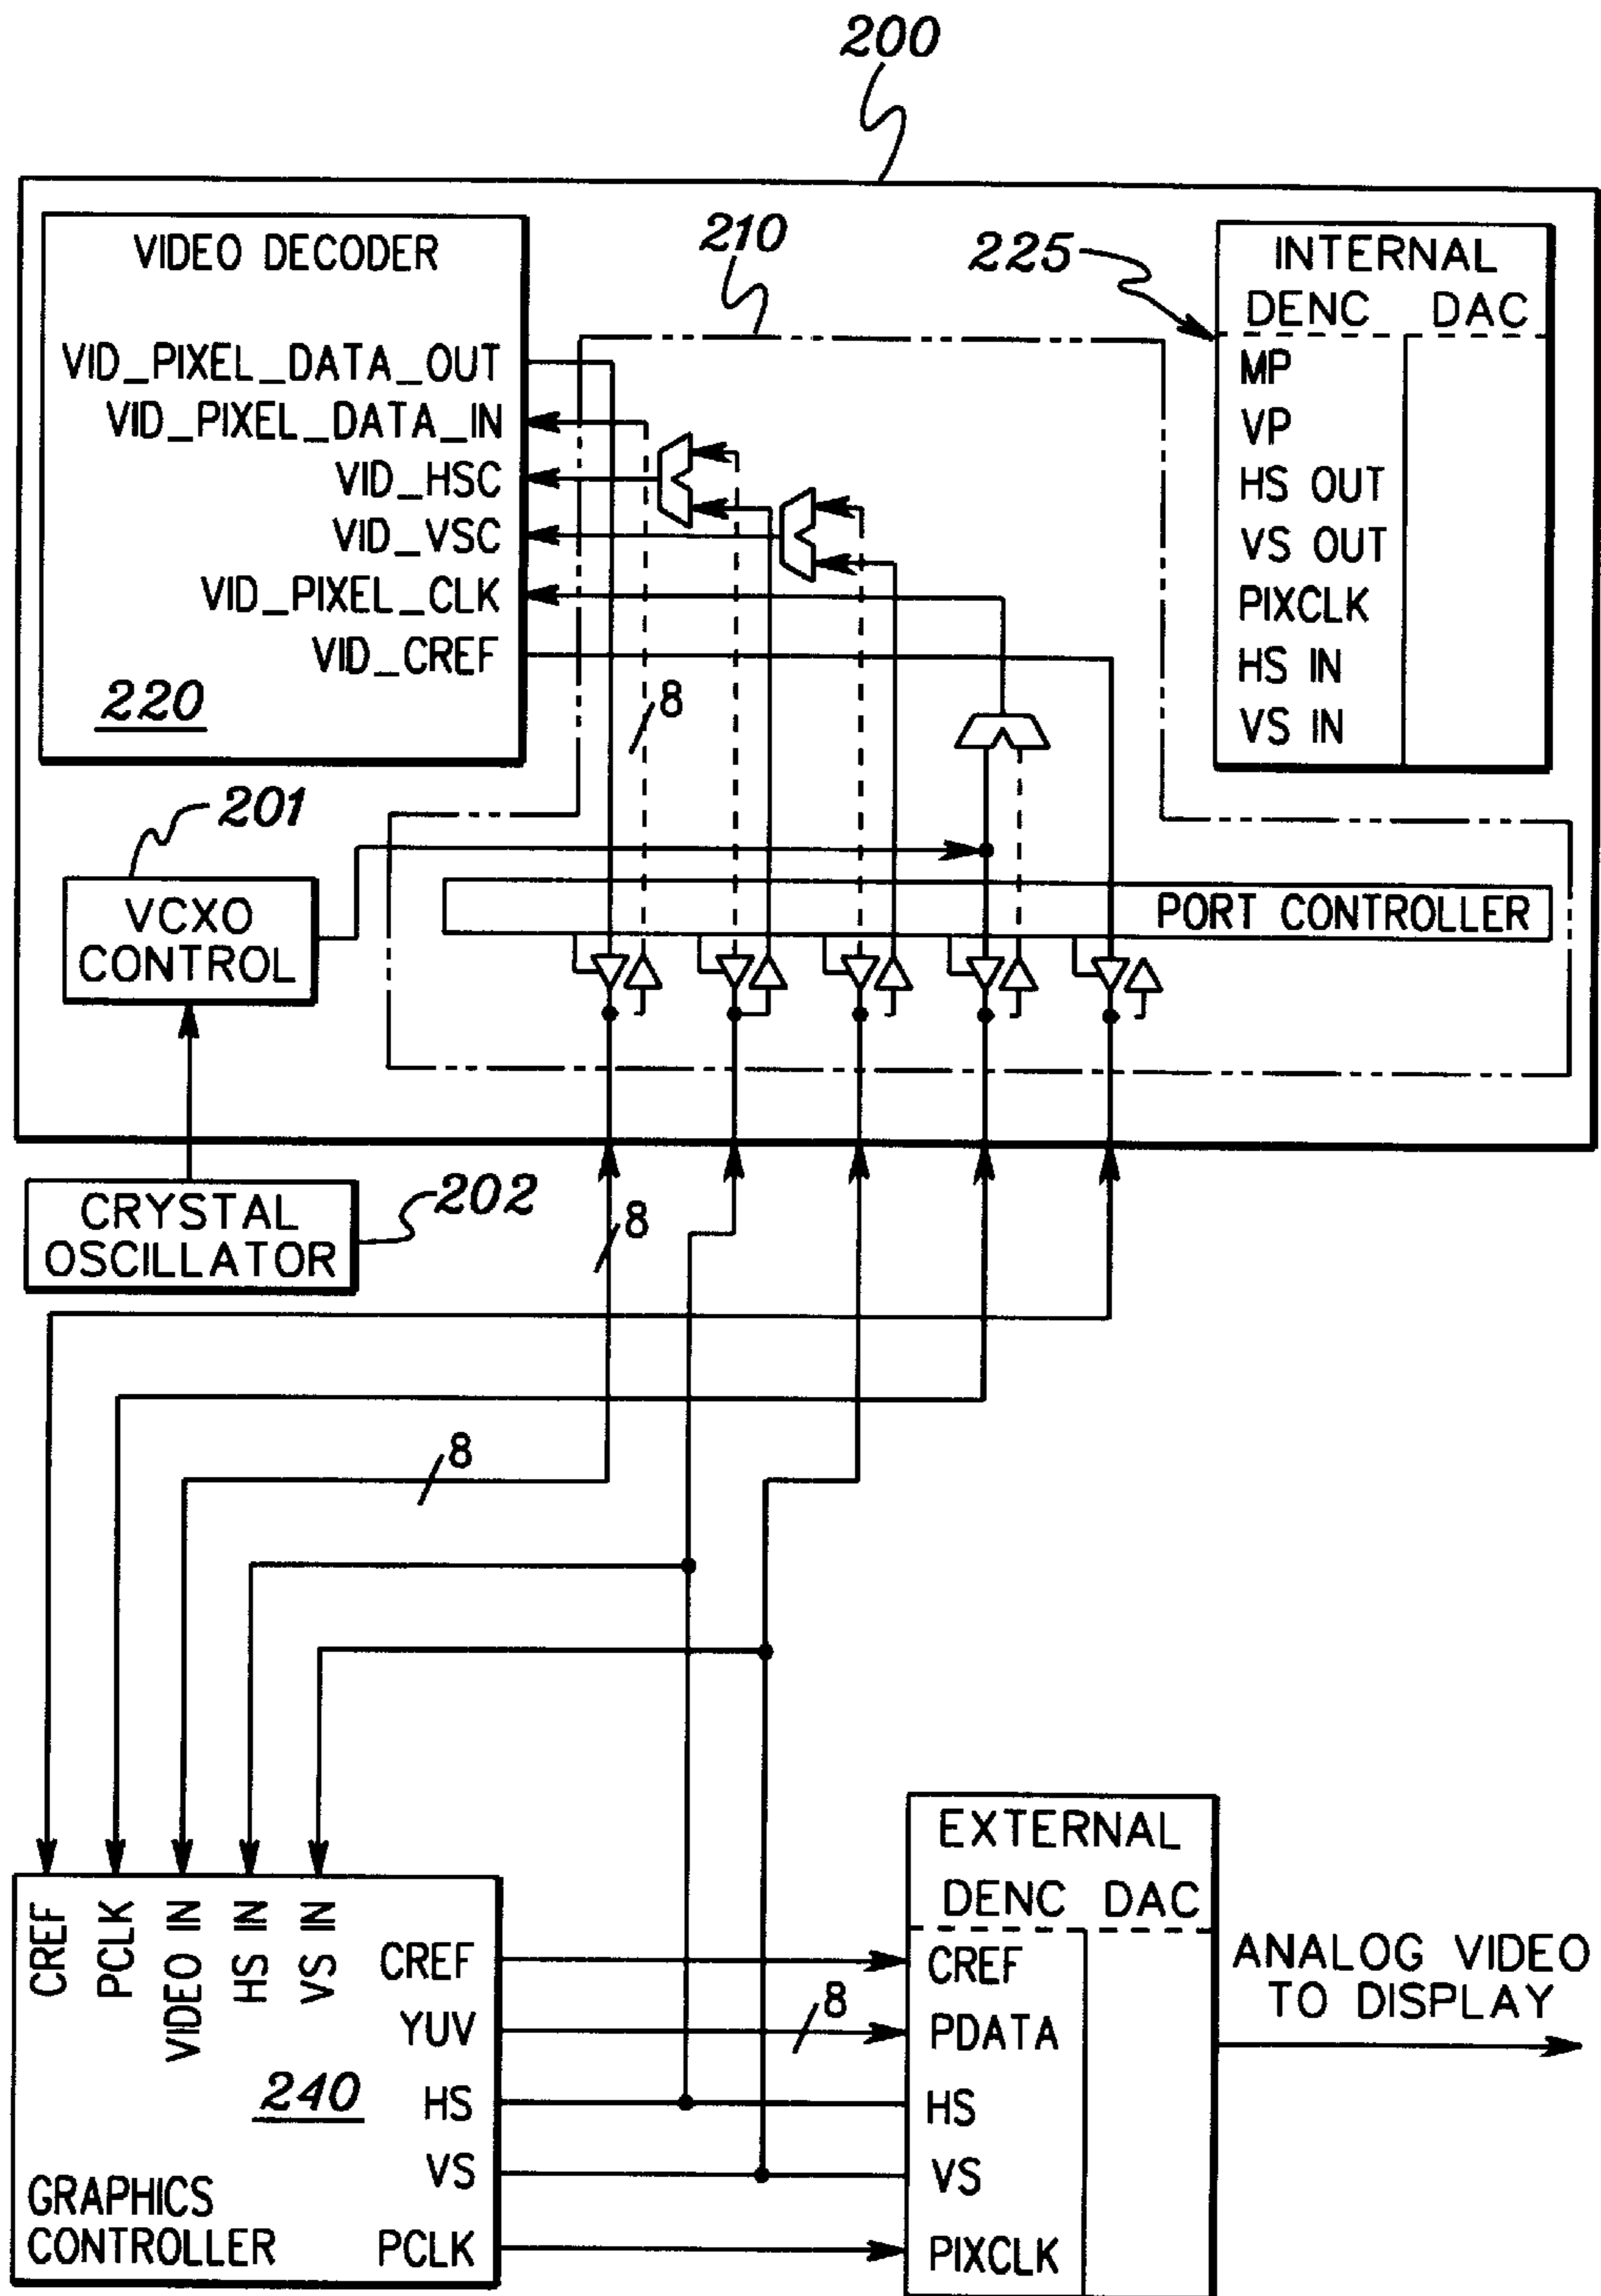 200
VIDEO DECODER
VID_PIXEL_DATA_OUT
VID_PIXEL_DATA_IN
VID_HSC
VID_VSC
VID_PIXEL_CLK
VID_CREF
220
210
8
225
INTERNAL
DENC DAC
MP
VP
HS OUT
VS OUT
PIXCLK
HS IN
VS IN
201
VCXO
CONTROL
PORT CONTROLLER
CRYSTAL
OSCILLATOR
202
8
8
CREF
PCLK
VIDEO IN
HS IN
VS IN
CREF
YUV
HS
VS
PCLK
240
GRAPHICS
CONTROLLER
8
EXTERNAL
DENC DAC
CREF
PDATA
HS
VS
PIXCLK
ANALOG VIDEO
TO DISPLAY